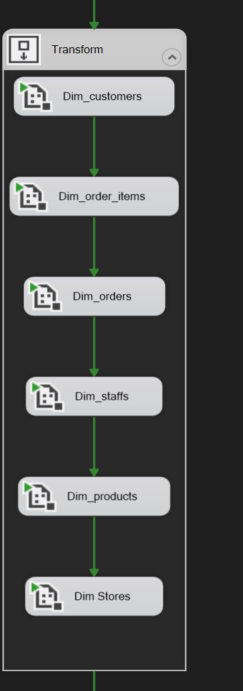 Transform
Dim_customers
Dim_order_items
Dim_orders
Dim_staffs
Dim_products
Dim Stores